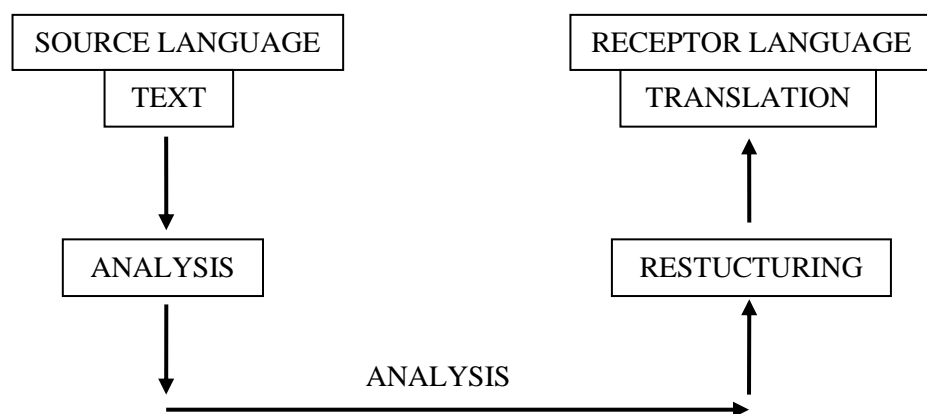 SOURCE LANGUAGE
TEXT
ANALYSIS
ANALYSIS
RECEPTOR LANGUAGE
TRANSLATION
RESTUCTURING